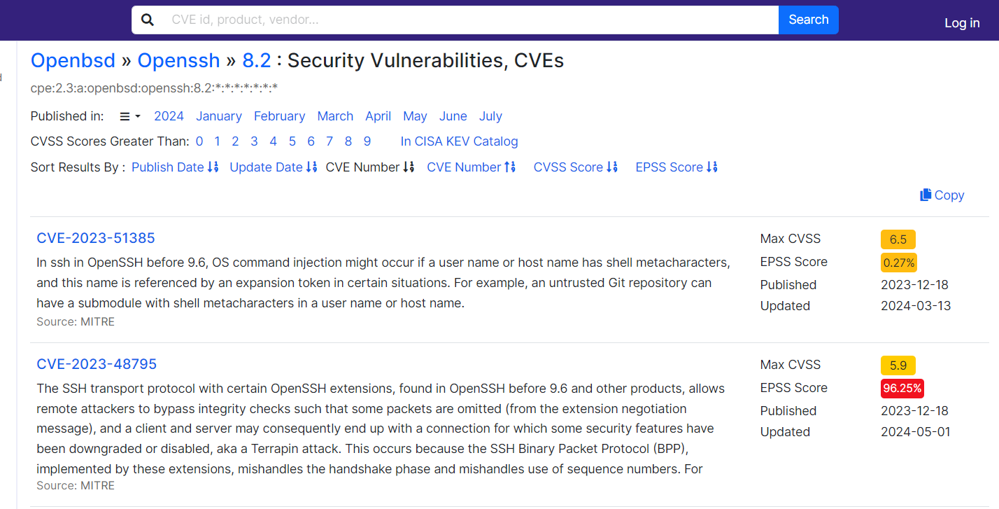 CVE id, product, vendor...
Search
Log in
Openbsd » Openssh » 8.2 : Security Vulnerabilities, CVEs
cpe:2.3:a:openbsd:openssh:8.2:*:*:*:*:*:*:*
Published in: 2024 January February March April May June July
CVSS Scores Greater Than: 0 1 2 3 4 5 6 7 8 9 In CISA KEV Catalog
Sort Results By : Publish Date Update Date CVE Number CVE Number CVSS Score EPSS Score
Copy
CVE-2023-51385
In ssh in OpenSSH before 9.6, OS command injection might occur if a user name or host name has shell metacharacters,
and this name is referenced by an expansion token in certain situations. For example, an untrusted Git repository can
have a submodule with shell metacharacters in a user name or host name.
Source: MITRE
Max CVSS 6.5
EPSS Score 0.27%
Published 2023-12-18
Updated 2024-03-13
CVE-2023-48795
The SSH transport protocol with certain OpenSSH extensions, found in OpenSSH before 9.6 and other products, allows
remote attackers to bypass integrity checks such that some packets are omitted (from the extension negotiation
message), and a client and server may consequently end up with a connection for which some security features have
been downgraded or disabled, aka a Terrapin attack. This occurs because the SSH Binary Packet Protocol (BPP),
implemented by these extensions, mishandles the handshake phase and mishandles use of sequence numbers. For
Source: MITRE
Max CVSS 5.9
EPSS Score 96.25%
Published 2023-12-18
Updated 2024-05-01